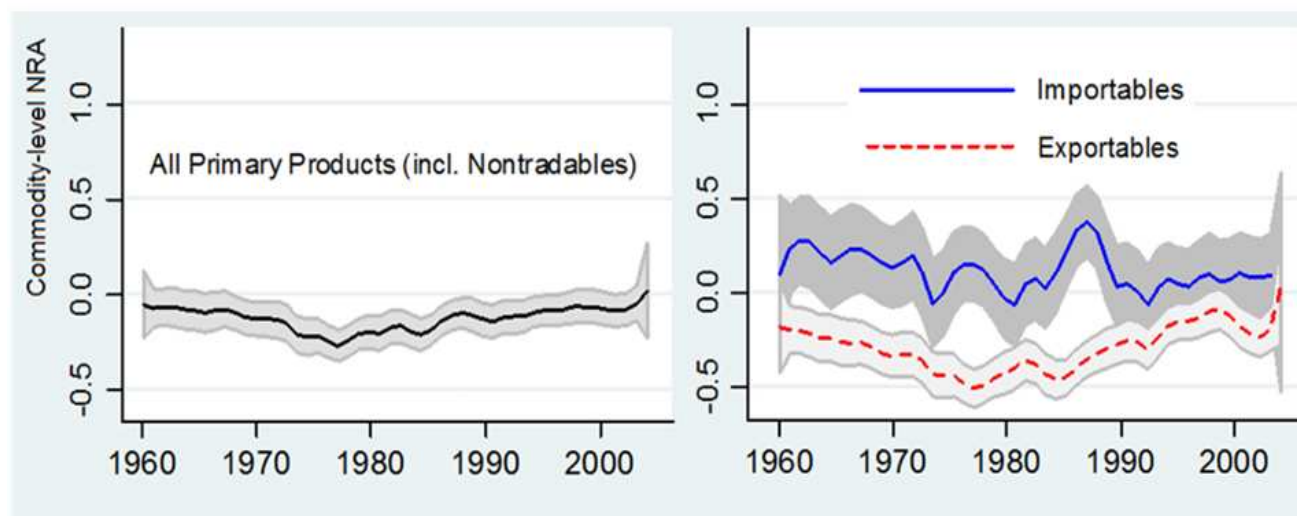 Commodity-level NRA
1.0
0.5
0.0
-0.5
1960 1970 1980 1990 2000
All Primary Products (incl. Nontradables)
1.0
0.5
0.0
-0.5
1960 1970 1980 1990 2000
Importables
Exportables